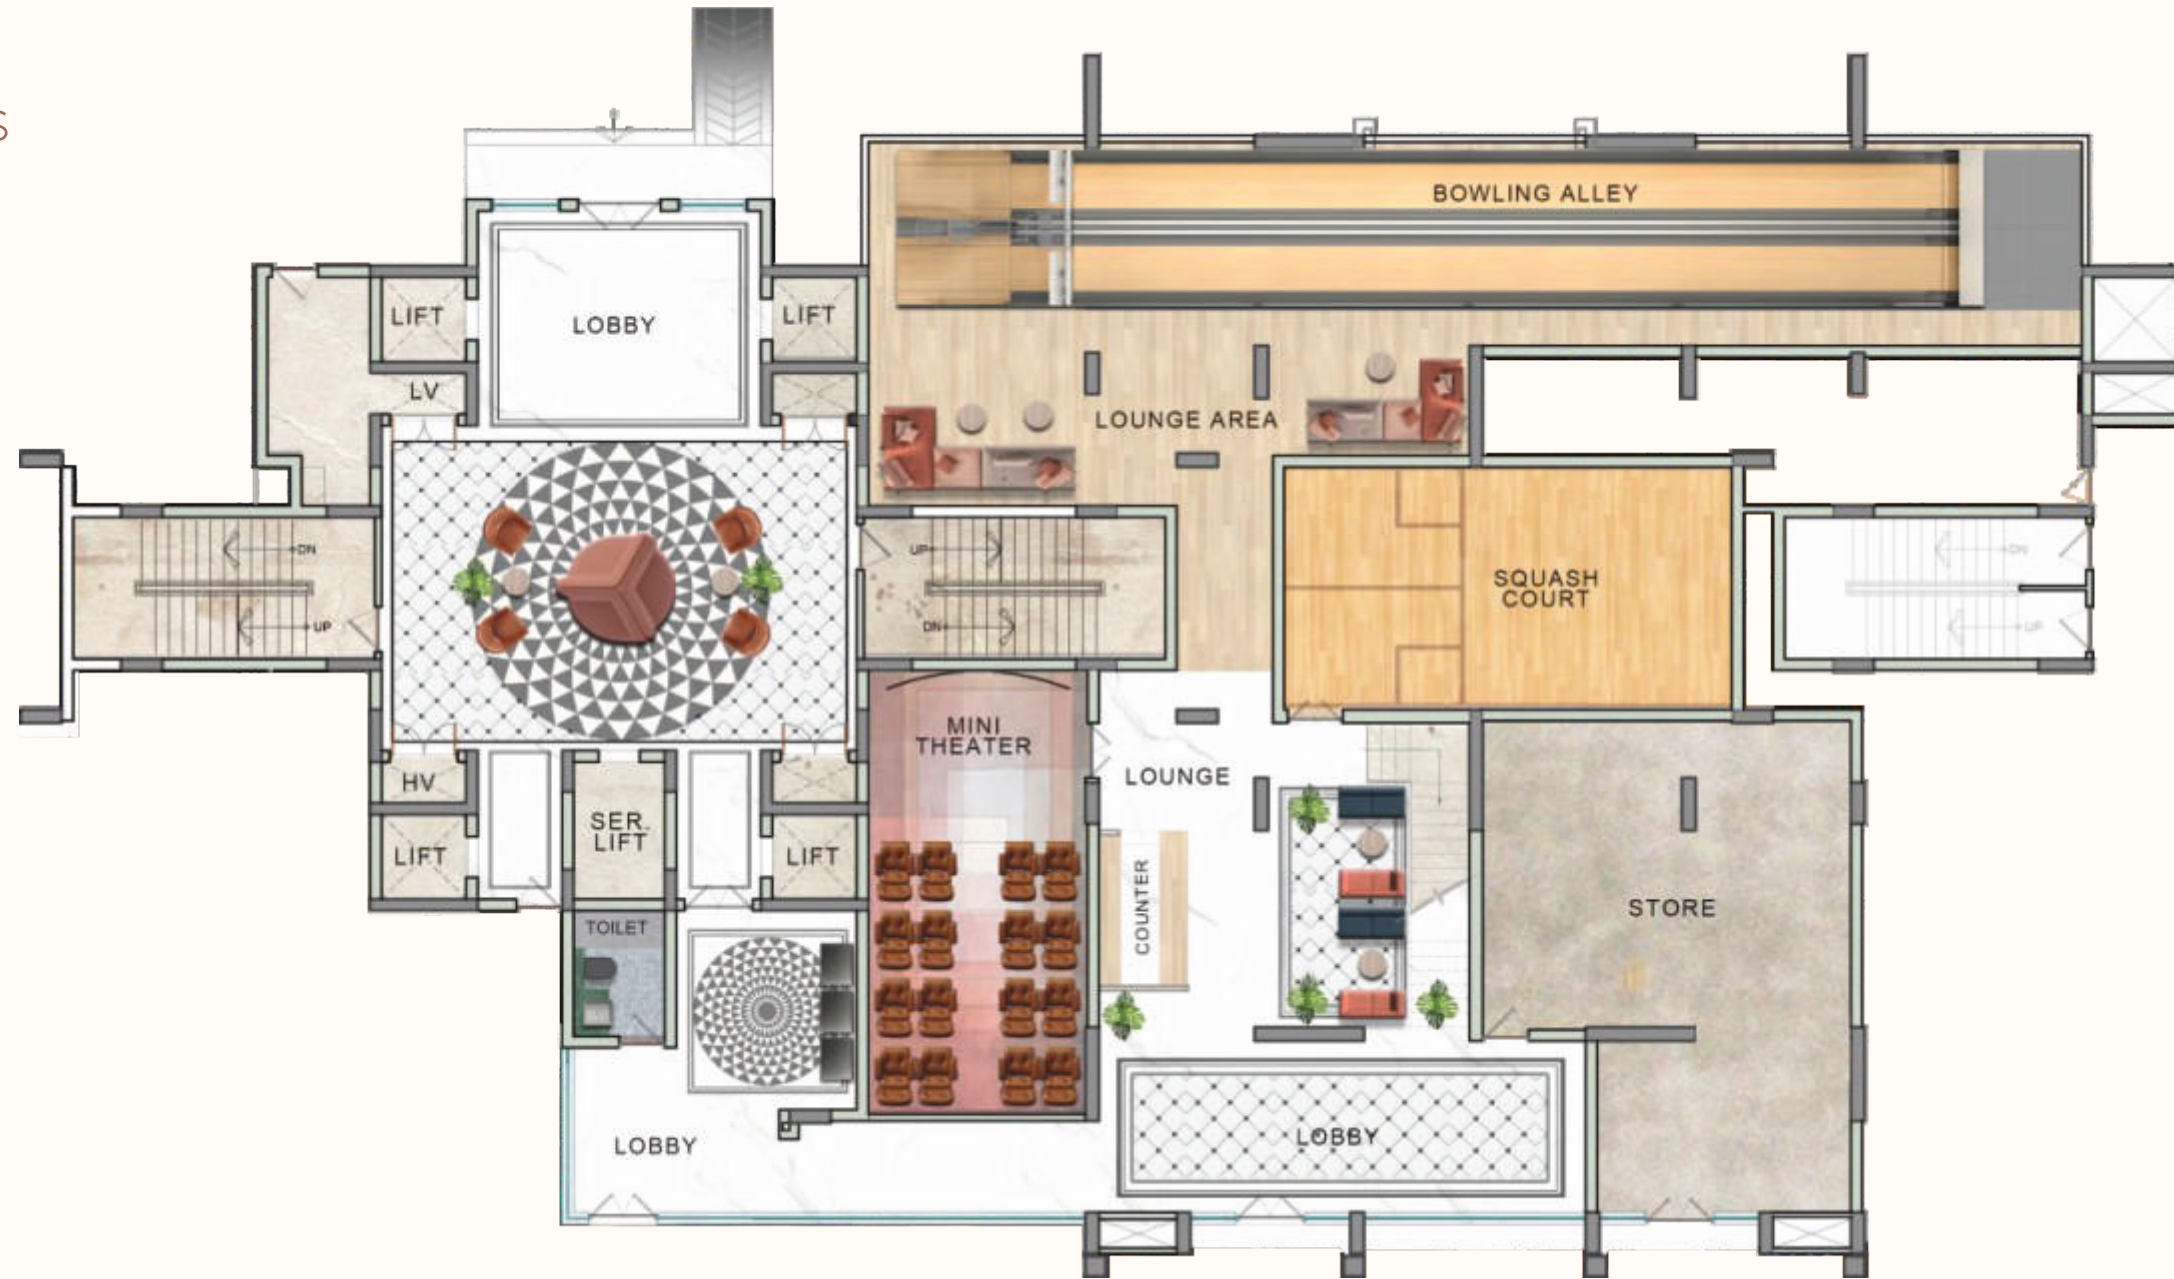 S
BOWLING ALLEY
LIFT
LOBBY
LIFT
LV
LOUNGE AREA
DN
UP
UP
DN
SQUASH
COURT
DN
UP
MINI
THEATER
LOUNGE
HV
SER.
LIFT
LIFT
LIFT
COUNTER
STORE
TOILET
LOBBY
LOBBY